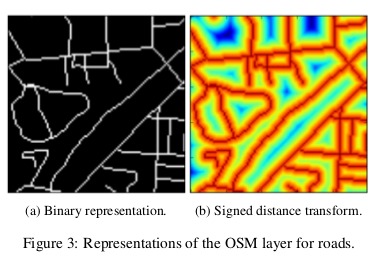 (a) Binary representation.
(b) Signed distance transform.
Figure 3: Representations of the OSM layer for roads.